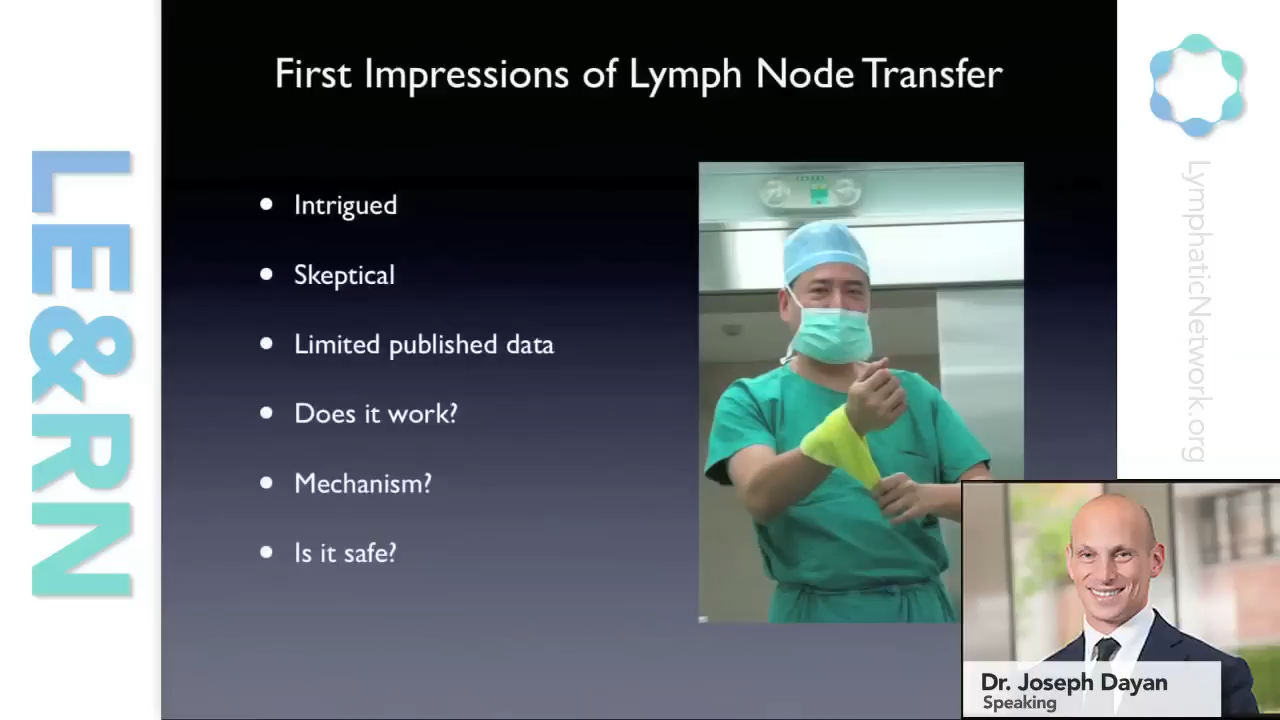 First Impressions of Lymph Node Transfer
Intrigued
Skeptical
Limited published data
Does it work?
Mechanism?
Is it safe?
LE&RN
LymphaticNetwork.org
Dr. Joseph Dayan
Speaking